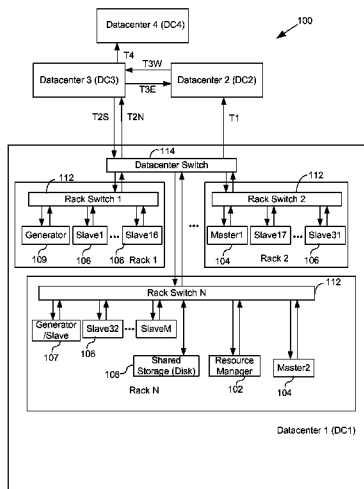 100
Datacenter 4 (DC4)
T4
Datacenter 3 (DC3)
T3W
T3E
Datacenter 2 (DC2)
T2S
T2N
T1
114
Datacenter Switch
112
Rack Switch 1
Generator
Slave1
...
Slave16
109
106
106
Rack 1
...
112
Rack Switch 2
Master1
Slave17
...
Slave31
104
106
Rack 2
112
Rack Switch N
Generator
/Slave
107
Slave32
...
SlaveM
106
Shared
Storage (Disk)
108
Resource
Manager
102
Master2
104
Rack N
Datacenter 1 (DC1)